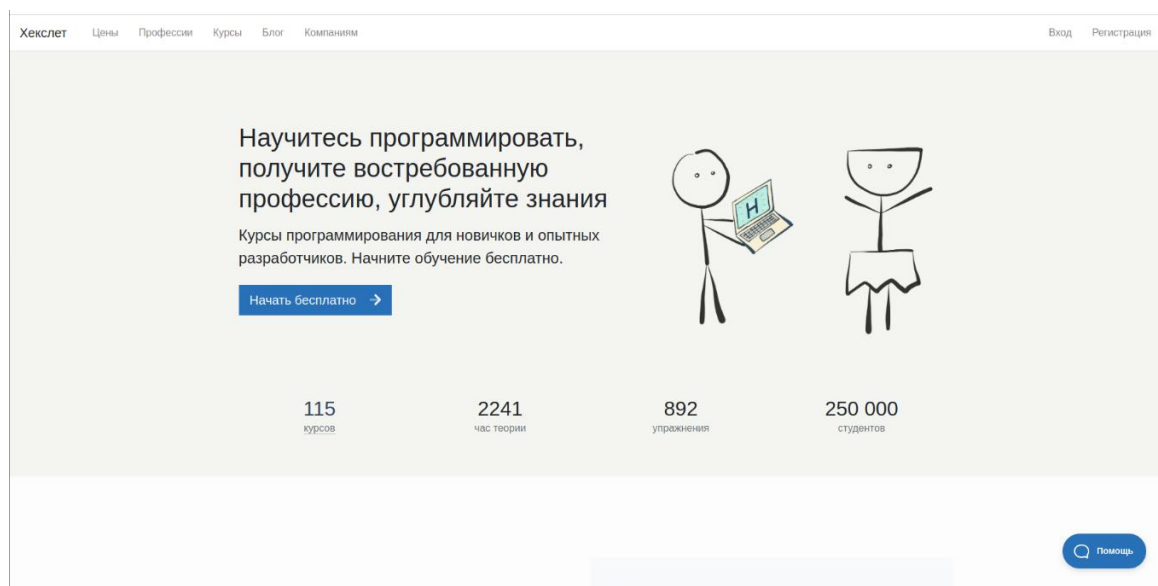 Хекслет Цены Профессии Курсы Блог Компаниям Вход Регистрация
Научитесь программировать,
получите востребованную
профессию, углубляйте знания
Курсы программирования для новичков и опытных
разработчиков. Начните обучение бесплатно.
Начать бесплатно
H
115 2241 892 250 000
курсов час теории упражнения студентов
Помощь